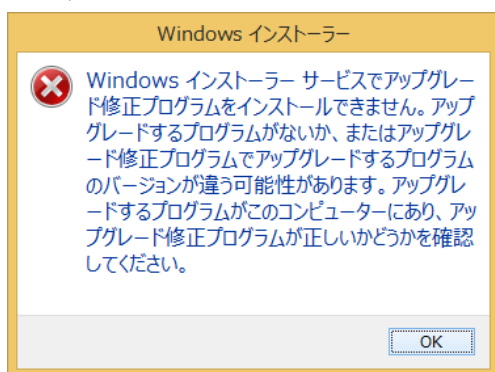 Windows インストーラー
Windows インストーラー サービスでアップグレー
ド修正プログラムをインストールできません。アップ
グレードするプログラムがないか、またはアップグレ
ード修正プログラムでアップグレードするプログラム
のバージョンが違う可能性があります。アップグレ
ードするプログラムがこのコンピューターにあり、アッ
プグレード修正プログラムが正しいかどうかを確認
してください。
OK